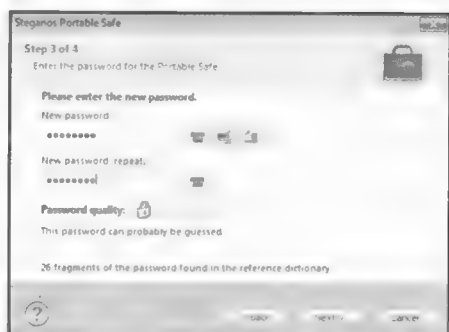 Steganos Portable Safe
Step 3 of 4
Enter the password for the Portable Safe
Please enter the new password.
New password
●●●●●●●●
New password repeat.
●●●●●●●●
Password quality:
This password can probably be guessed
26 fragments of the password found in the reference dictionary
?
Next
Cancel